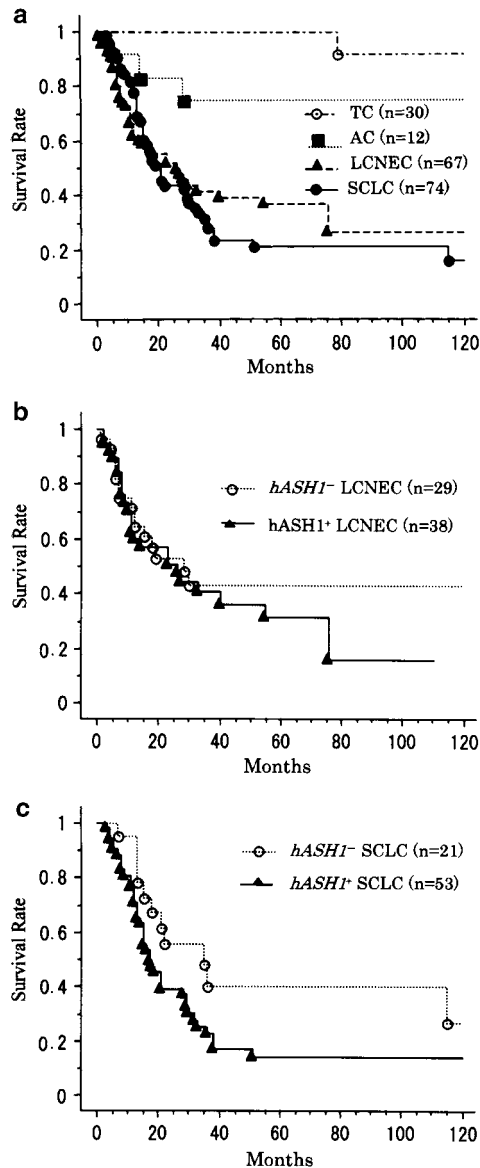 a
1
0.8
0.6
0.4
0.2
0
Survival Rate
TC (n=30)
AC (n=12)
LCNEC (n=67)
SCLC (n=74)
0 20 40 60 80 100 120
Months
b
1
0.8
0.6
0.4
0.2
0
Survival Rate
hASH1⁻ LCNEC (n=29)
hASH1⁺ LCNEC (n=38)
0 20 40 60 80 100 120
Months
c
1
0.8
0.6
0.4
0.2
0
Survival Rate
hASH1⁻ SCLC (n=21)
hASH1⁺ SCLC (n=53)
0 20 40 60 80 100 120
Months